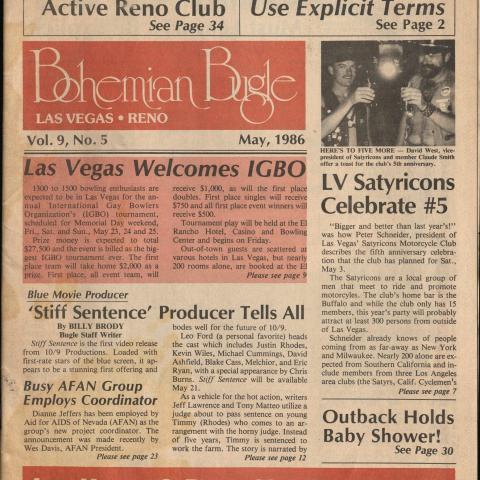 Active Reno Club
See Page 34
Use Explicit Terms
See Page 2
Bohemian Bugle
LAS VEGAS • RENO
Vol. 9, No. 5
May, 1986
Las Vegas Welcomes IGBO
1300 to 1500 bowling enthusiasts are
expected to be in Las Vegas for the an-
nual International Gay Bowlers
Organization's (IGBO) tournament,
scheduled for Memorial Day weekend,
Fri., Sat. and Sun., May 23, 24 and 25.
Prize money is expected to total
$27,500 and the event is billed as the big-
gest IGBO tournament ever. The first
place team will take home $2,000 as a
prize. First place, all event, will
receive $1,000, as will the first place
doubles. First place singles will receive
$750 and all first place event winners will
receive $500.
Tournament play will be held at the El
Rancho Hotel, Casino and Bowling
Center and begins on Friday.
Out-of-town guests are scattered at
various hotels in Las Vegas, but nearly
200 rooms alone, are booked at the El
Please see page 9
Blue Movie Producer
'Stiff Sentence' Producer Tells All
By BILLY BRODY
Bugle Staff Writer
Stiff Sentence is the first video release
from 10/9 Productions. Loaded with
first-rate stars of the blue screen, it ap-
pears to be a stunning first offering and
bodes well for the future of 10/9.
Leo Ford (a personal favorite) heads
the cast which includes Justin Rhodes,
Kevin Wiles, Michael Cummings, David
Ashfield, Blake Cass, Melchior, and Eric
Ryan, with a special appearance by Chris
Burns. Stiff Sentence will be available
May 21.
As a vehicle for the hot action, writers
Jeff Lawrence and Tony Matteo utilize a
judge about to pass sentence on young
Timmy (Rhodes) who comes to an ar-
rangement with the horny judge. Instead
of five years, Timmy is sentenced to
work the farm. The story is narrated by
Please see page 12
Busy AFAN Group
Employs Coordinator
Dianne Jeffers has been employed by
Aid for AIDS of Nevada (AFAN) as the
group's new project coordinator. The
announcement was made recently by
Wes Davis, AFAN President.
Please see page 23
HERE'S TO FIVE MORE — David West, vice-
president of Satyricons and member Claude Smith
offer a toast for the club's 5th anniversary.
LV Satyricons
Celebrate #5
"Bigger and better than last year's!"
was how Peter Schneider, president of
Las Vegas' Satyricons Motorcycle Club
describes the fifth anniversary celebra-
tion that the club has planned for Sat.,
May 3.
The Satyricons are a local group of
men that meet to ride and promote
motorcycles. The club's home bar is the
Buffalo and while the club only has 15
members, this year's party will probably
attract at least 300 persons from outside
of Las Vegas.
Schneider already knows of people
coming from as far-away as New York
and Milwaukee. Nearly 200 alone are ex-
pected from Southern California and in-
clude members from three Los Angeles
area clubs (the Satyrs, Calif. Cyclemen's
Please see page 7
Outback Holds
Baby Shower!
See Page 30